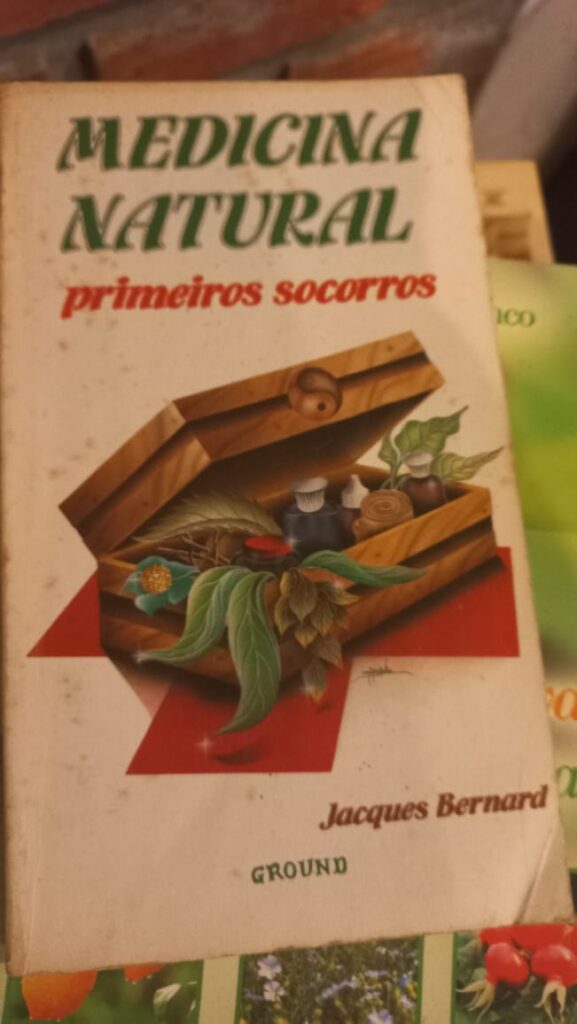 MEDICINA
NATURAL
primeiros socorros
Jacques Bernard
GROUND